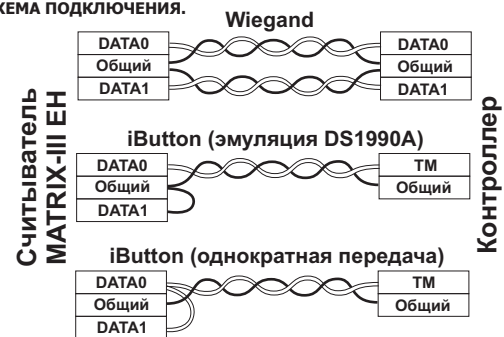 ХЕМА ПОДКЛЮЧЕНИЯ.
Wiegand
DATA0
Общий
DATA1
DATA0
Общий
DATA1
Считыватель
MATRIX-III EH
Контроллер
iButton (эмуляция DS1990A)
DATA0
Общий
DATA1
TM
Общий
iButton (однократная передача)
DATA0
Общий
DATA1
TM
Общий